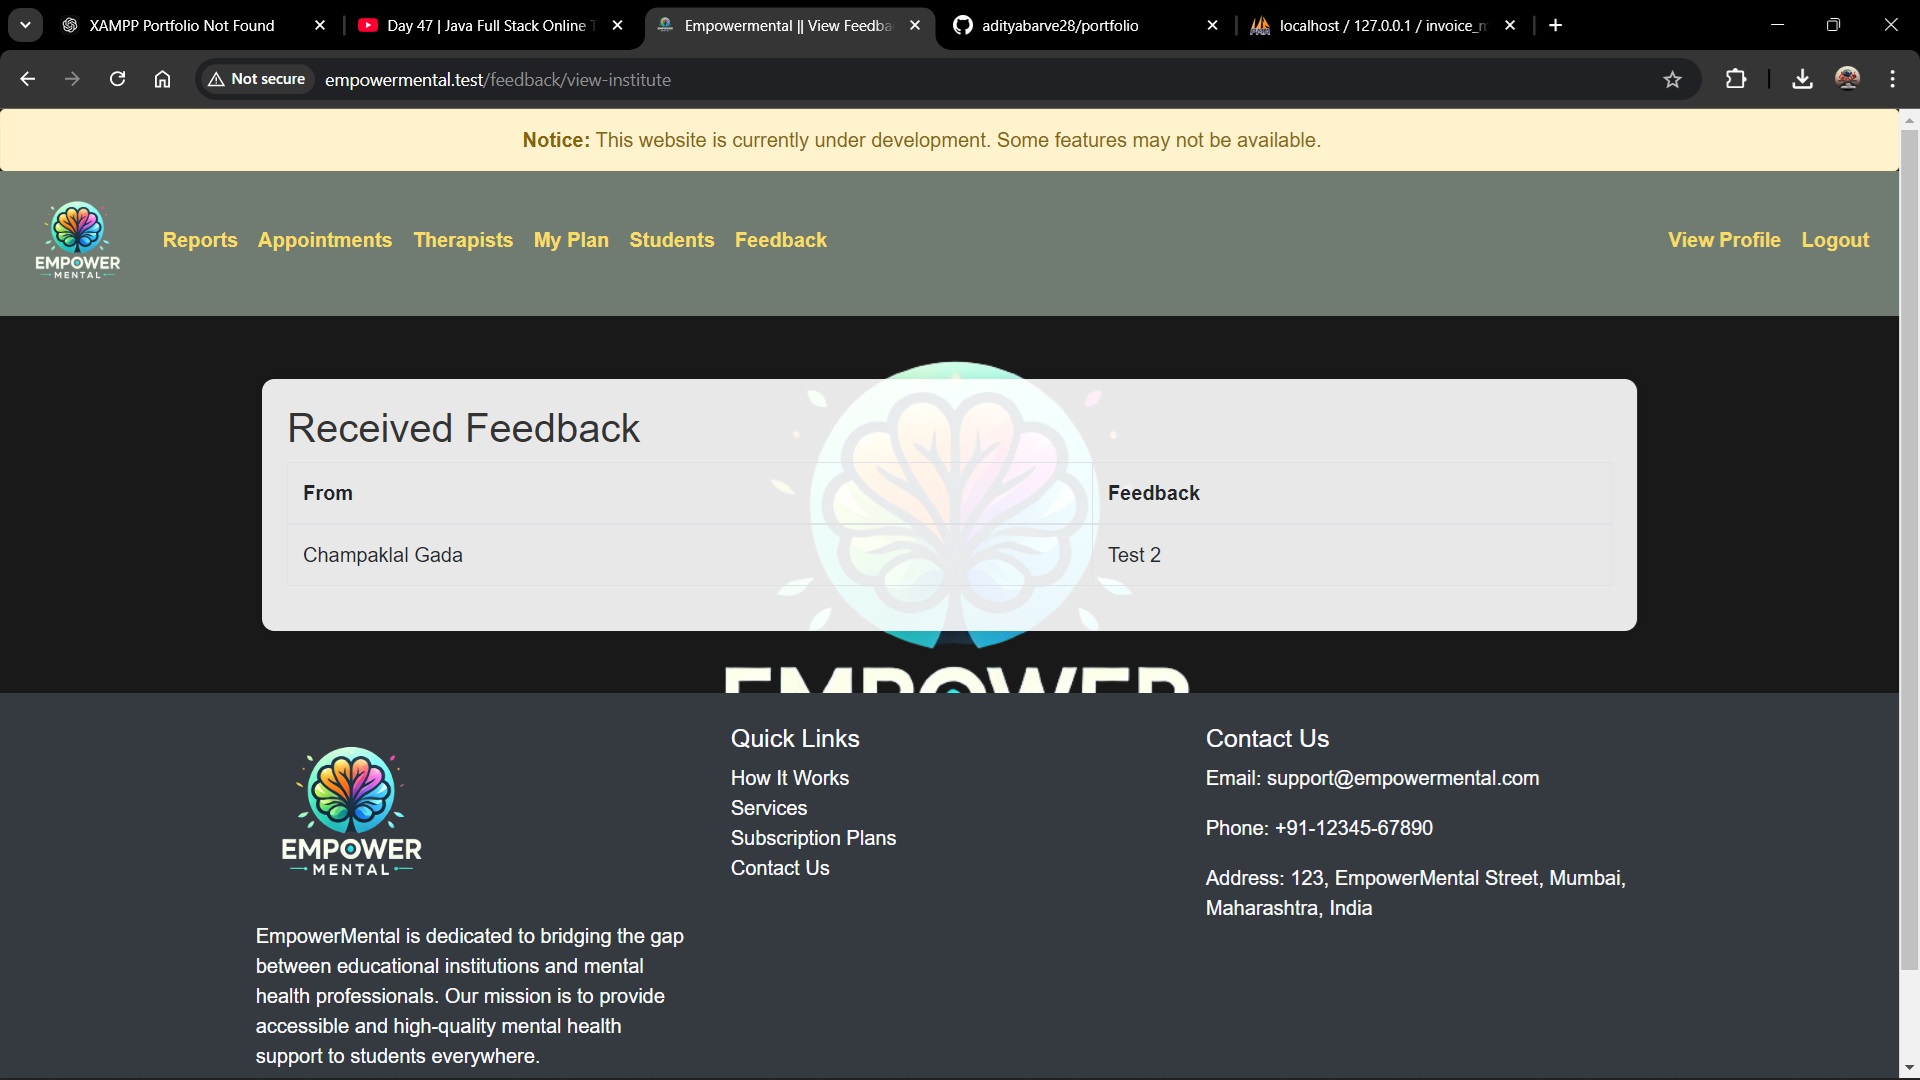 XAMPP Portfolio Not Found
Day 47 | Java Full Stack Online
Empowermental || View Feedba
adityabarve28/portfolio
localhost / 127.0.0.1 / invoice_m
Not secure
empowermental.test/feedback/view-institute
Notice: This website is currently under development. Some features may not be available.
EMPOWER
MENTAL
Reports
Appointments
Therapists
My Plan
Students
Feedback
View Profile
Logout
Received Feedback
From
Feedback
Champaklal Gada
Test 2
EMPOWER
EMPOWER
MENTAL
EmpowerMental is dedicated to bridging the gap
between educational institutions and mental
health professionals. Our mission is to provide
accessible and high-quality mental health
support to students everywhere.
Quick Links
How It Works
Services
Subscription Plans
Contact Us
Contact Us
Email: support@empowermental.com
Phone: +91-12345-67890
Address: 123, EmpowerMental Street, Mumbai,
Maharashtra, India